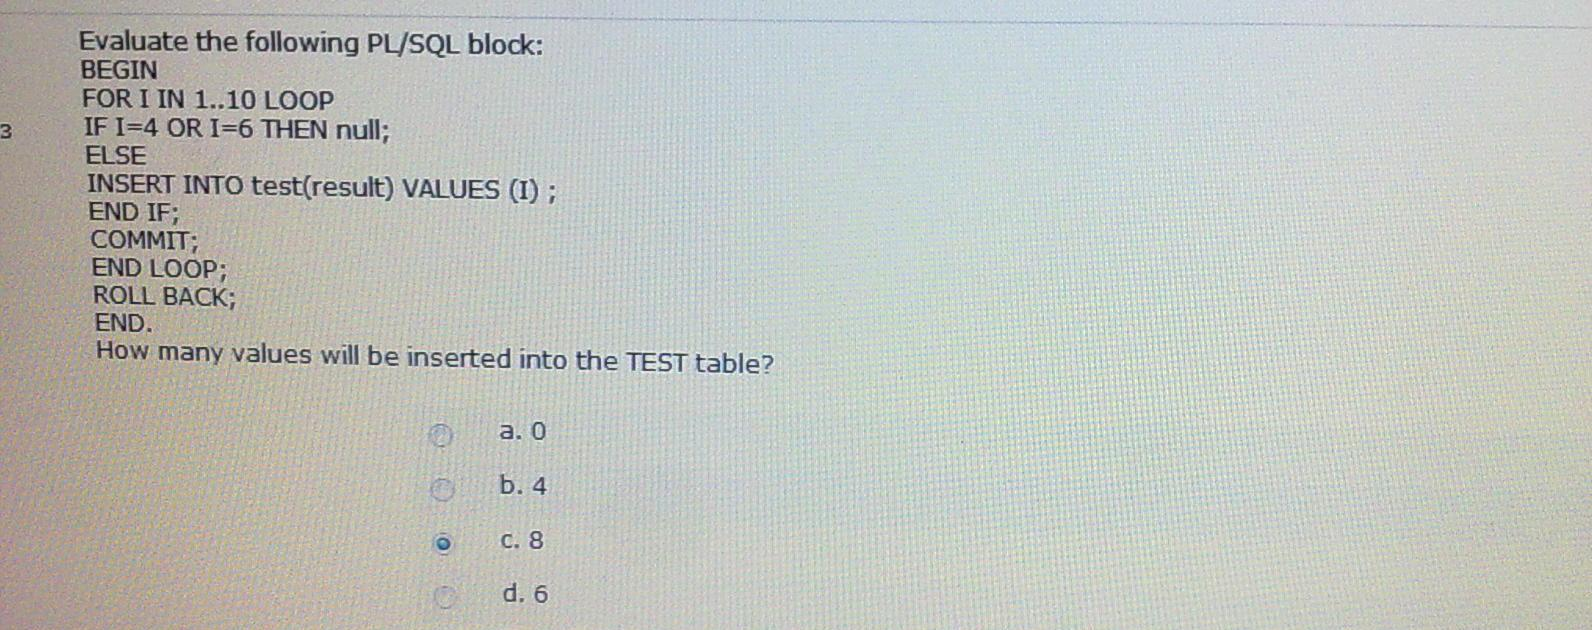 Evaluate the following PL/SQL block:
BEGIN
FOR I IN 1..10 LOOP
3
IF I=4 OR I=6 THEN null;
ELSE
INSERT INTO test(result) VALUES (I) ;
END IF;
COMMIT;
END LOOP;
ROLL BACK;
END.
How many values will be inserted into the TEST table?
a. 0
b. 4
c. 8
d. 6